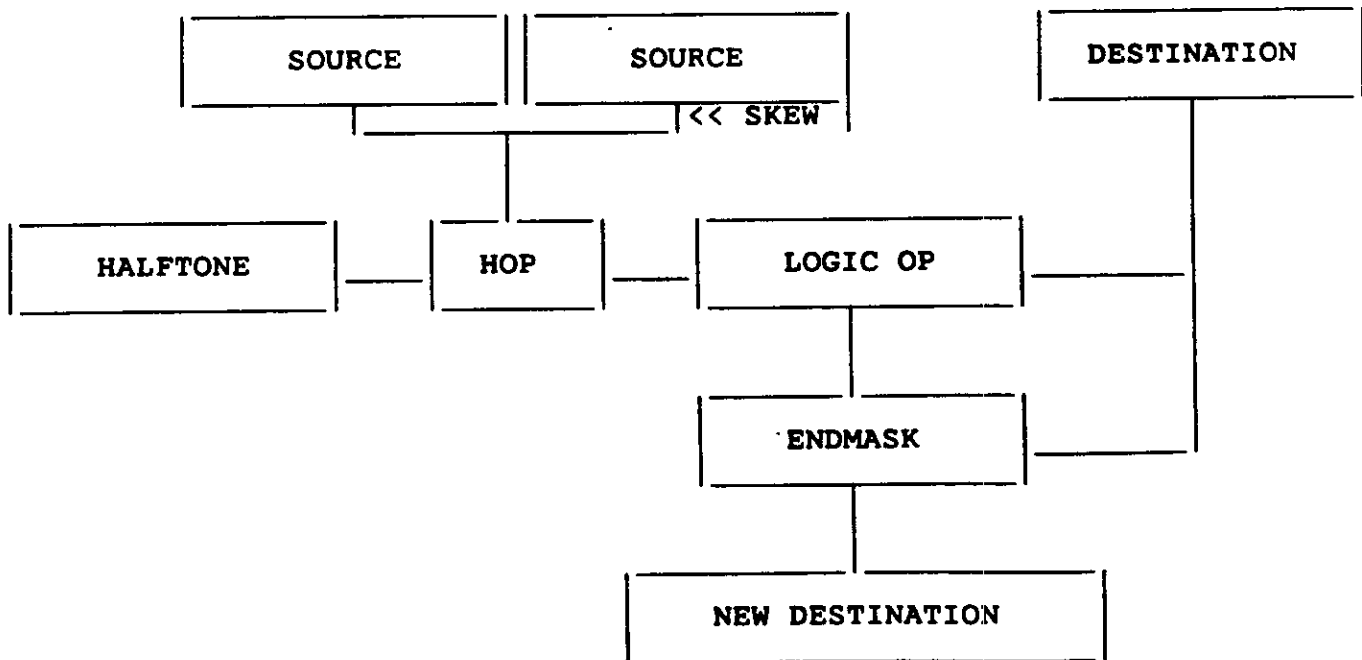 SOURCE
SOURCE
DESTINATION
<< SKEW
HALFTONE
HOP
LOGIC OP
ENDMASK
NEW DESTINATION